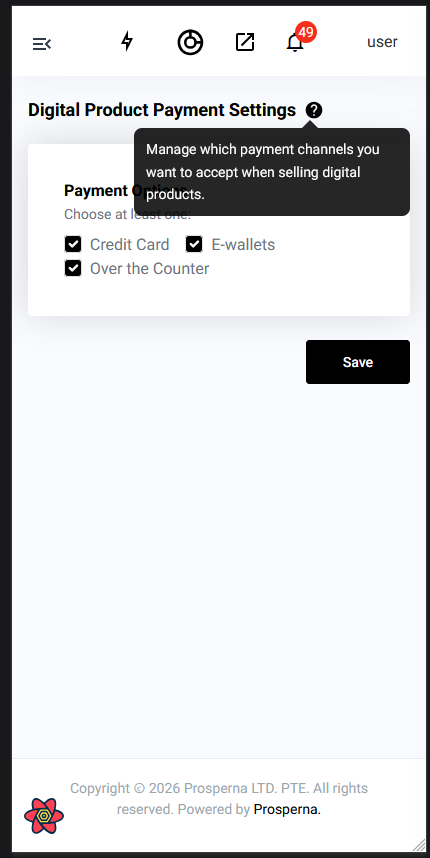 49
user
Digital Product Payment Settings
Manage which payment channels you
want to accept when selling digital
products.
Payment Options
Choose at least one:
Credit Card E-wallets
Over the Counter
Save
Copyright © 2026 Prosperna LTD. PTE. All rights
reserved. Powered by Prosperna.